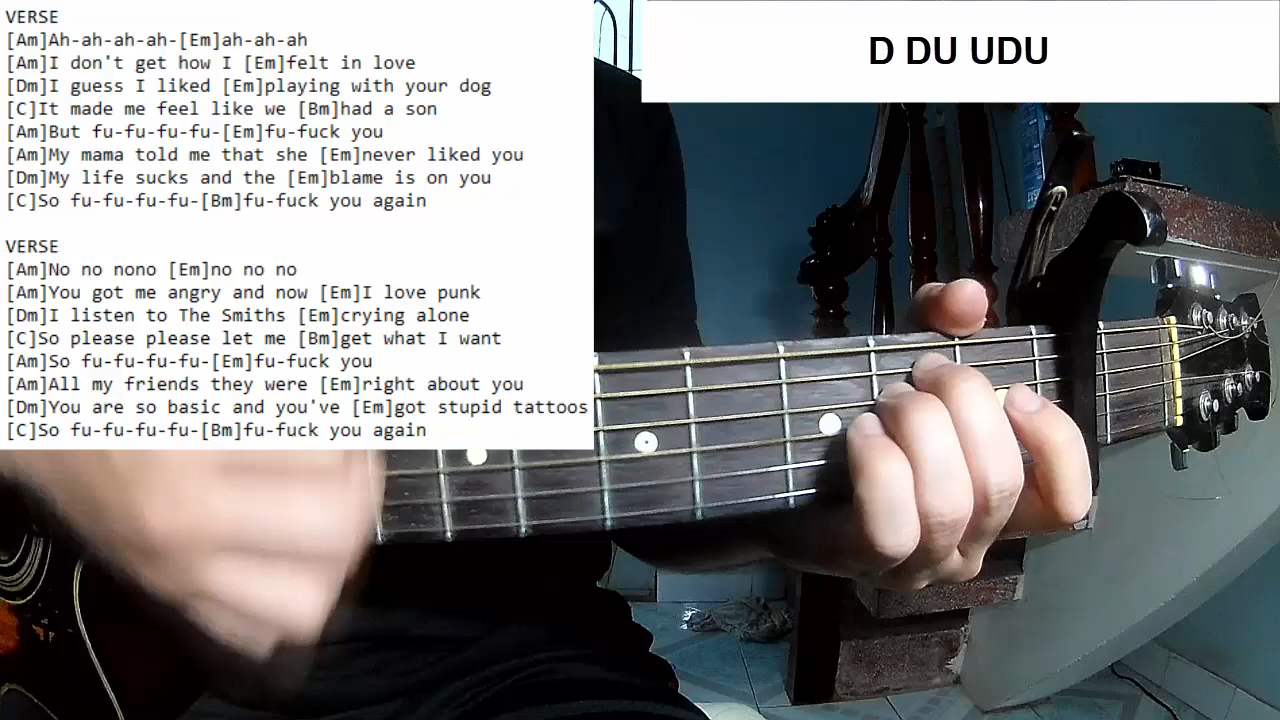 VERSE
[Am]Ah-ah-ah-ah-[Em]ah-ah-ah
[Am]I don't get how I [Em]felt in love
[Dm]I guess I liked [Em]playing with your dog
[C]It made me feel like we [Bm]had a son
[Am]But fu-fu-fu-fu-[Em]fu-fuck you
[Am]My mama told me that she [Em]never liked you
[Dm]My life sucks and the [Em]blame is on you
[C]So fu-fu-fu-fu-[Bm]fu-fuck you again
VERSE
[Am]No no nono [Em]no no no
[Am]You got me angry and now [Em]I love punk
[Dm]I listen to The Smiths [Em]crying alone
[C]So please please let me [Bm]get what I want
[Am]So fu-fu-fu-fu-[Em]fu-fuck you
[Am]All my friends they were [Em]right about you
[Dm]You are so basic and you've [Em]got stupid tattoos
[C]So fu-fu-fu-fu-[Bm]fu-fuck you again
D DU UDU